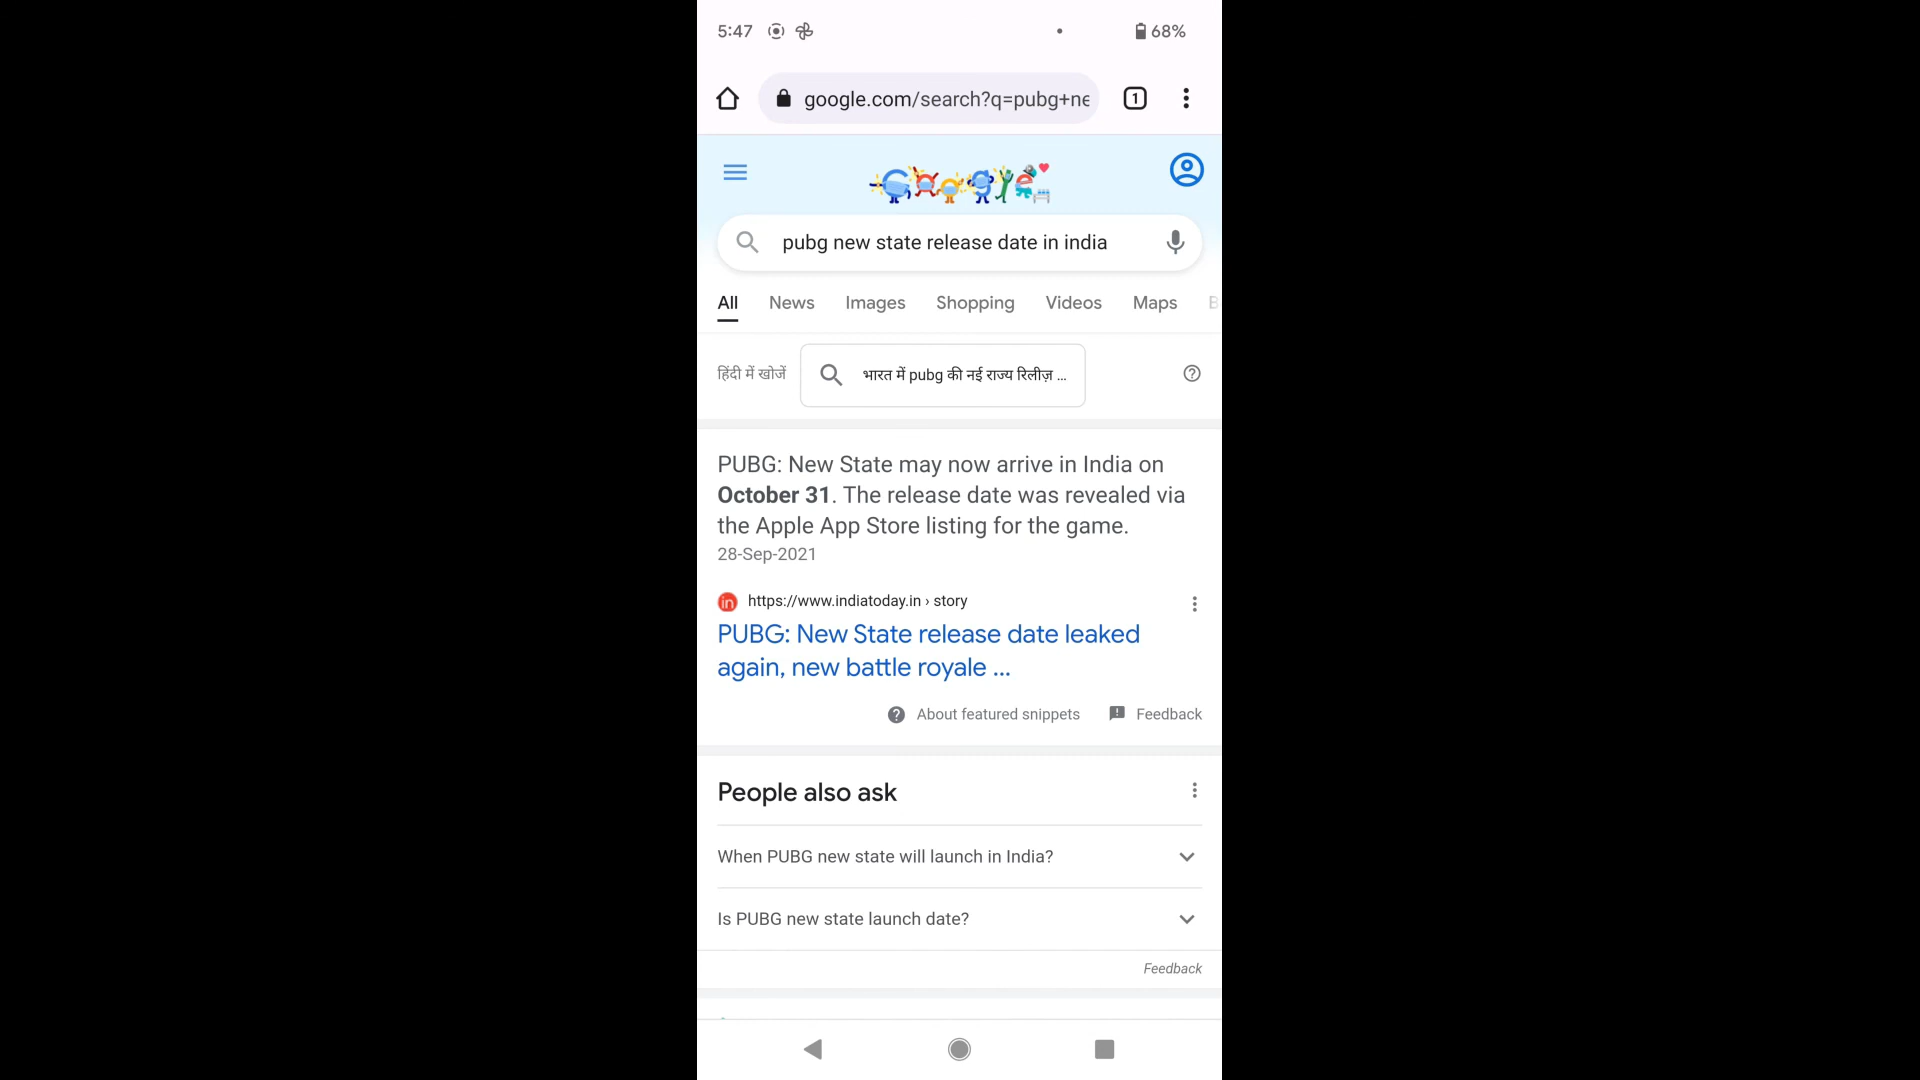 5:47
68%
1
google.com/search?q=pubg+ne
Google
pubg new state release date in india
All News Images Shopping Videos Maps B
हिंदी में खोजें
भारत में pubg की नई राज्य रिलीज़ ...
PUBG: New State may now arrive in India on
October 31. The release date was revealed via
the Apple App Store listing for the game.
28-Sep-2021
in https://www.indiatoday.in › story
PUBG: New State release date leaked
again, new battle royale ...
About featured snippets Feedback
People also ask
When PUBG new state will launch in India?
Is PUBG new state launch date?
Feedback